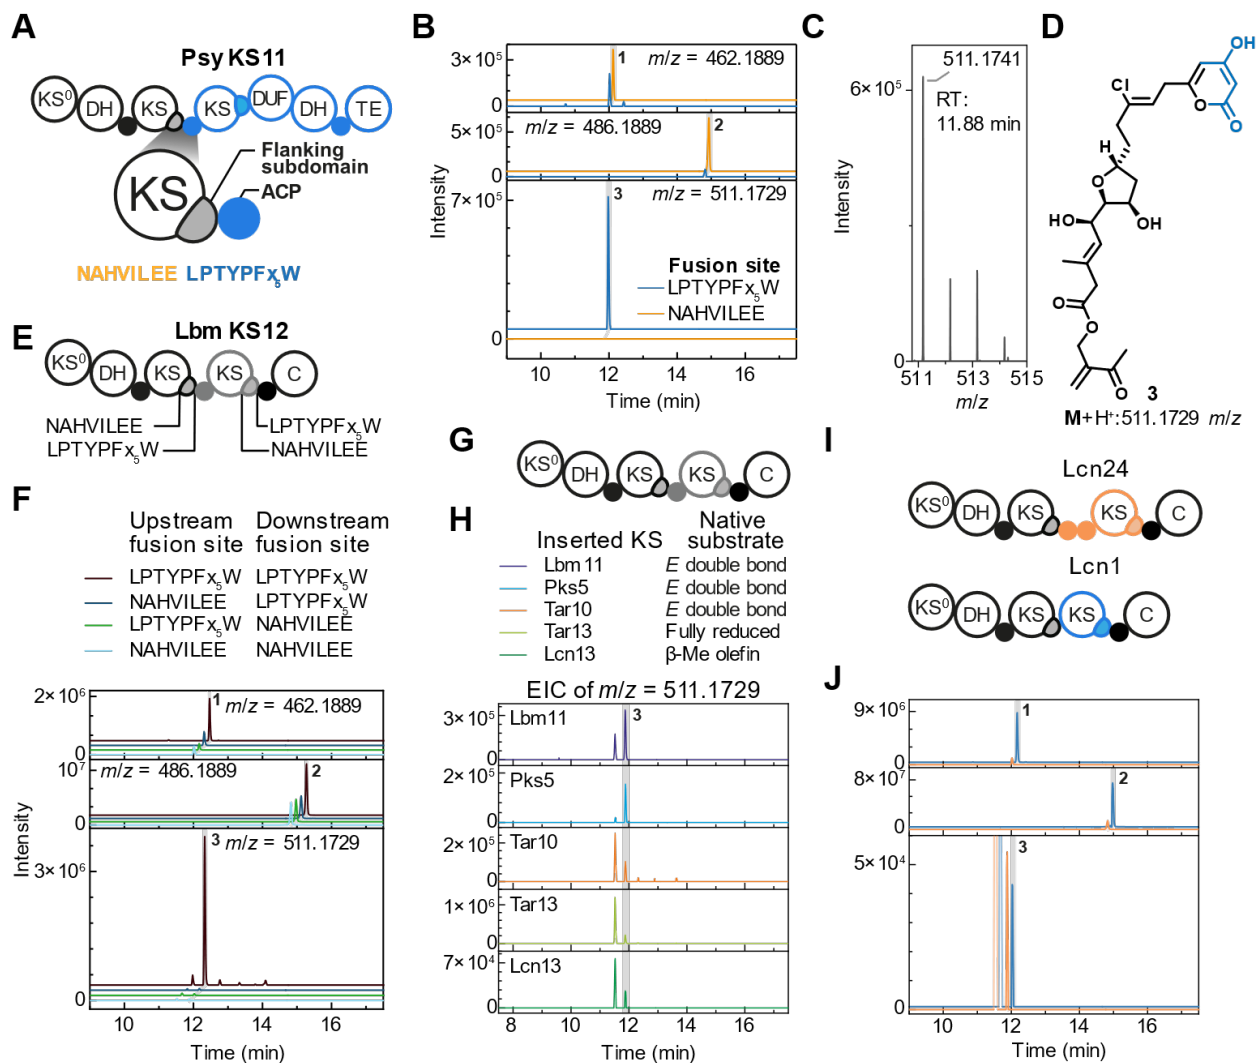 A
Psy KS11
KS⁰ DH KS KS DUF DH TE
KS
Flanking
subdomain
ACP
NAHVILEE LPTYPFx₅W
B
3×10⁵
0
1
m/z = 462.1889
5×10⁵
0
m/z = 486.1889
2
7×10⁵
0
3
m/z = 511.1729
Fusion site
LPTYPFx₅W
NAHVILEE
Intensity
10 12 14 16
Time (min)
C
511.1741
RT:
11.88 min
6×10⁵
0
Intensity
511 513 515
m/z
D
OH
O
O
Cl
H
O
HO
OH
O
O
O
3
M+H⁺:511.1729 m/z
E
Lbm KS12
KS⁰ DH KS KS C
NAHVILEE
LPTYPFx₅W
LPTYPFx₅W
NAHVILEE
F
Upstream
fusion site
Downstream
fusion site
LPTYPFx₅W LPTYPFx₅W
NAHVILEE LPTYPFx₅W
LPTYPFx₅W NAHVILEE
NAHVILEE NAHVILEE
2×10⁶
0
1 m/z = 462.1889
10⁷
0
m/z = 486.1889
2
3×10⁶
0
3 m/z = 511.1729
Intensity
10 12 14 16
Time (min)
G
KS⁰ DH KS KS C
H
Inserted KS
Native
substrate
Lbm11 E double bond
Pks5 E double bond
Tar10 E double bond
Tar13 Fully reduced
Lcn13 β-Me olefin
EIC of m/z = 511.1729
3×10⁵
0
Lbm11
3
2×10⁵
0
Pks5
2×10⁵
0
Tar10
1×10⁶
0
Tar13
7×10⁴
0
Lcn13
8 10 12 14 16
Time (min)
I
Lcn24
KS⁰ DH KS KS C
Lcn1
KS⁰ DH KS KS C
J
9×10⁶
0
1
8×10⁷
0
2
5×10⁴
0
3
10 12 14 16
Time (min)